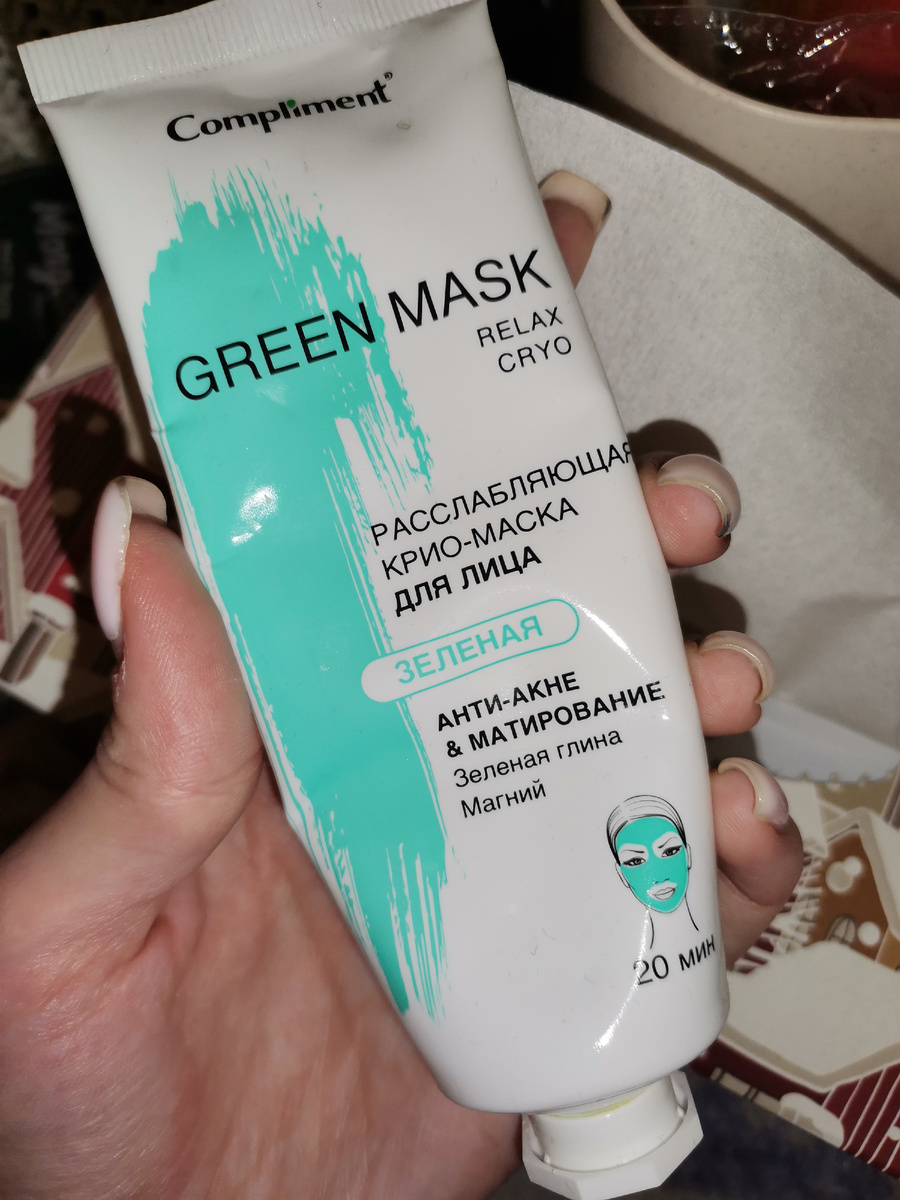 Compliment®
GREEN MASK
RELAX
CRYO
РАССЛАБЛЯЮЩАЯ
КРИО-МАСКА
ДЛЯ ЛИЦА
ЗЕЛЕНАЯ
АНТИ-АКНЕ
& МАТИРОВАНИЕ
Зеленая глина
Магний
20 мин